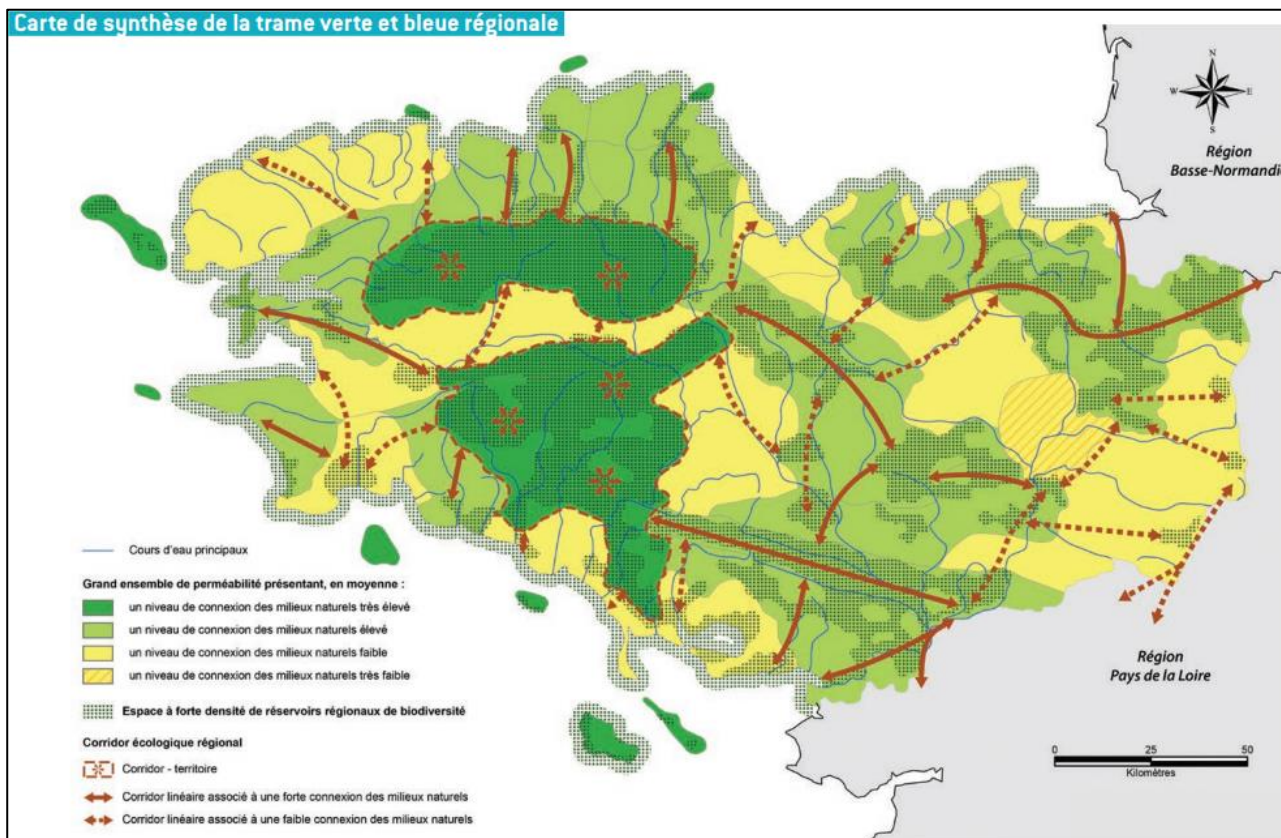 Carte de synthèse de la trame verte et bleue régionale
N
W E
S
Région
Basse-Normandie
Cours d'eau principaux
Grand ensemble de perméabilité présentant, en moyenne :
un niveau de connexion des milieux naturels très élevé
un niveau de connexion des milieux naturels élevé
un niveau de connexion des milieux naturels faible
un niveau de connexion des milieux naturels très faible
Espace à forte densité de réservoirs régionaux de biodiversité
Corridor écologique régional
Corridor - territoire
Corridor linéaire associé à une forte connexion des milieux naturels
Corridor linéaire associé à une faible connexion des milieux naturels
Région
Pays de la Loire
0 25 50
Kilomètres